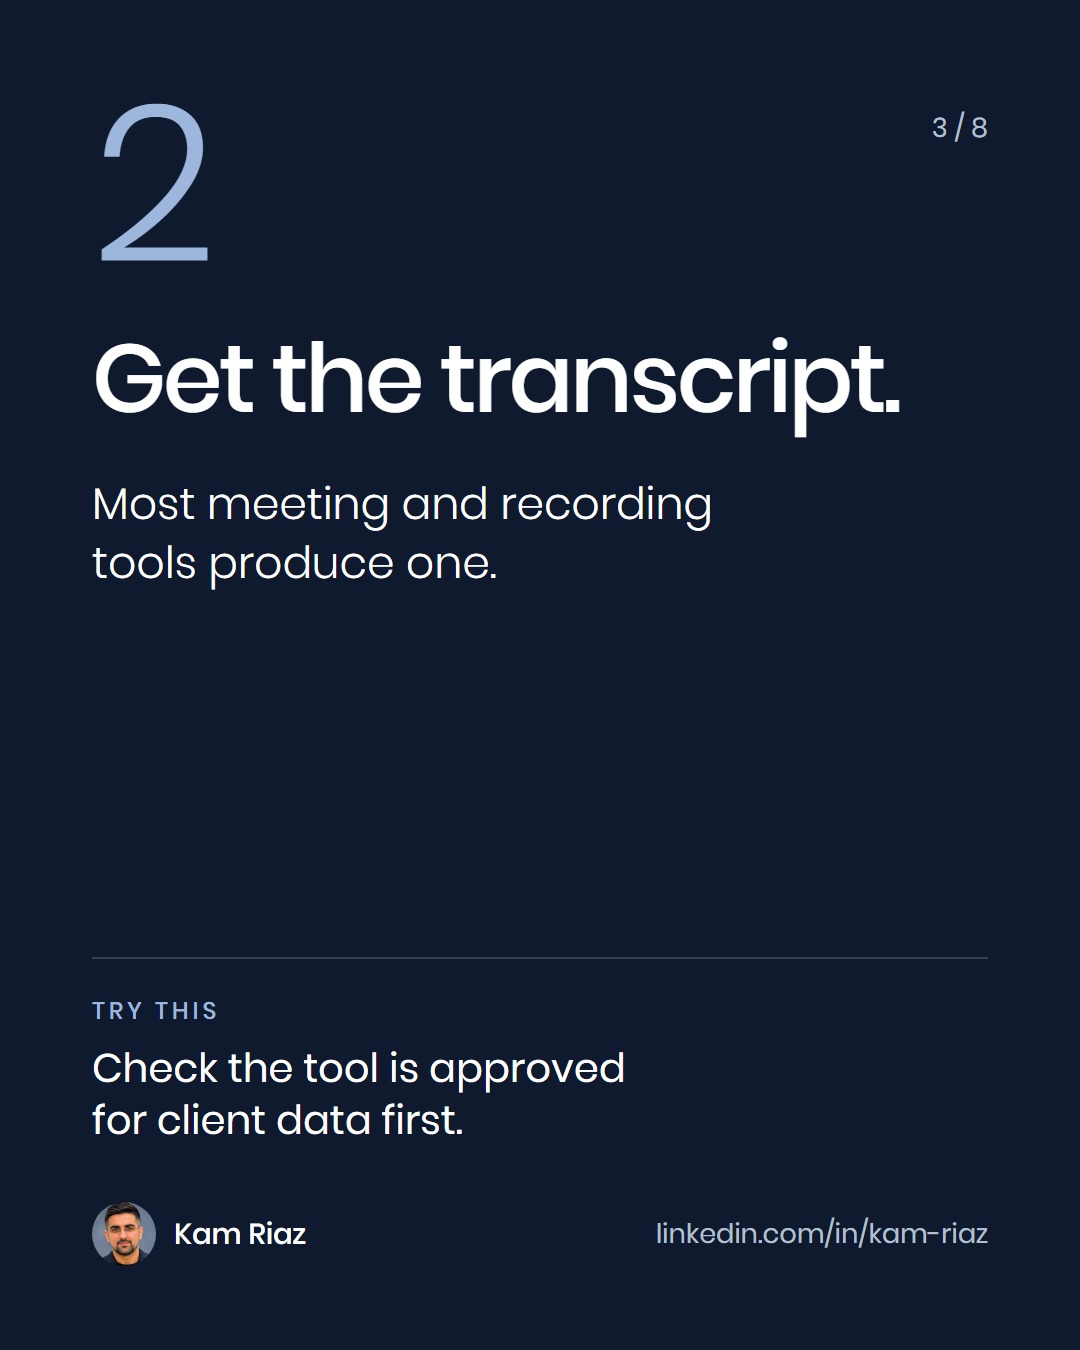 2
3 / 8
Get the transcript.
Most meeting and recording
tools produce one.
TRY THIS
Check the tool is approved
for client data first.
Kam Riaz
linkedin.com/in/kam-riaz